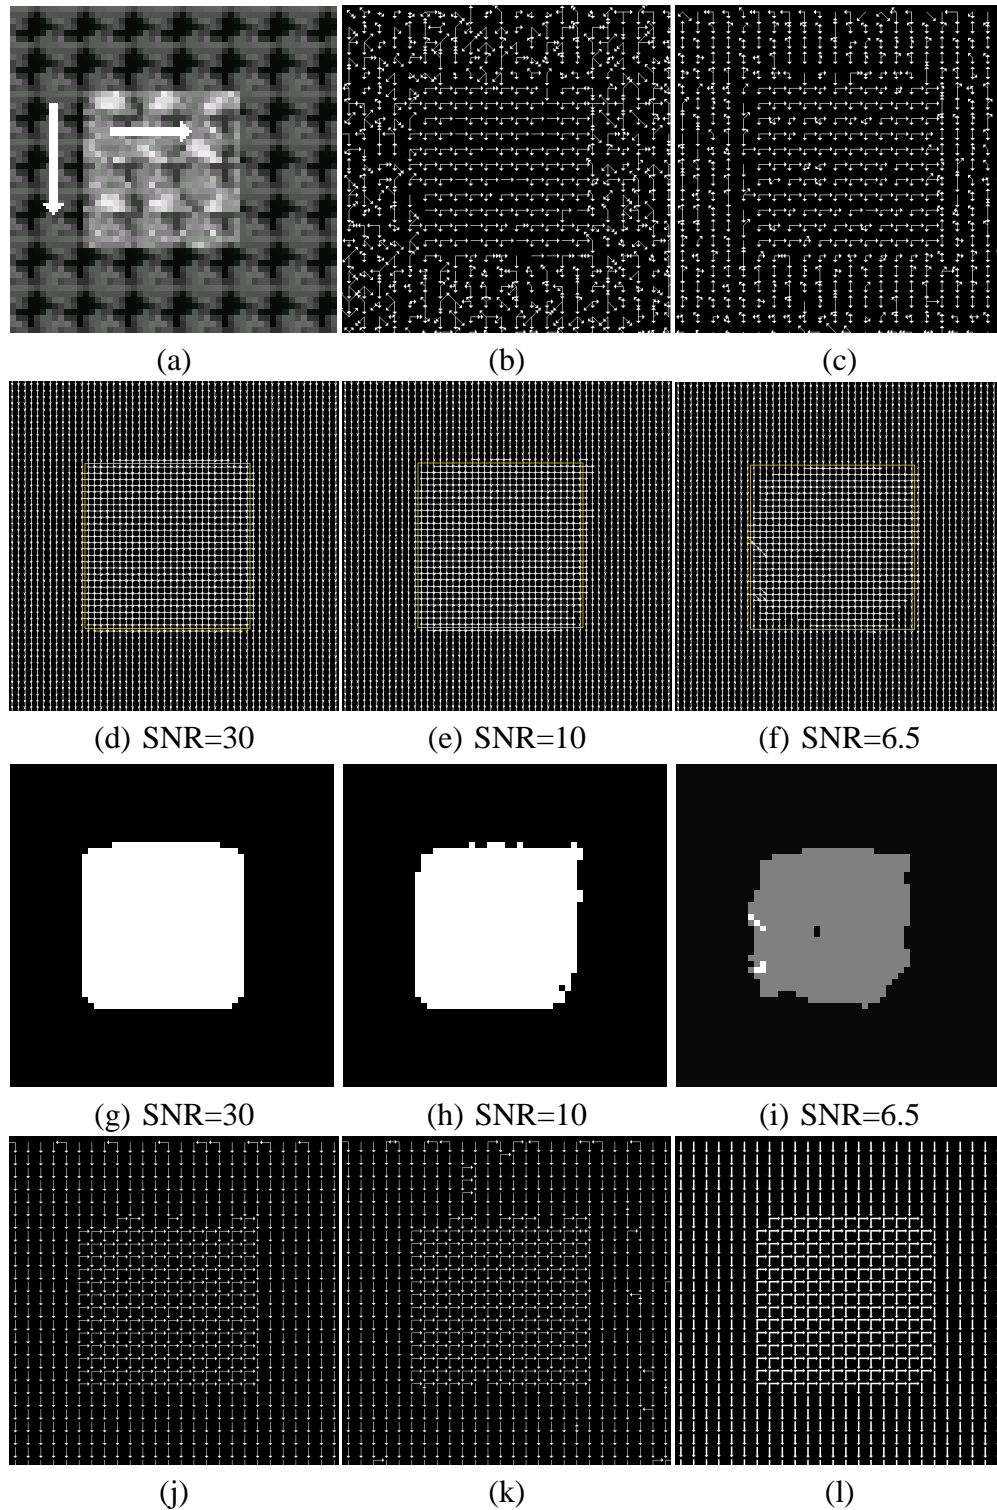 (a)
(b)
(c)
(d) SNR=30
(e) SNR=10
(f) SNR=6.5
(g) SNR=30
(h) SNR=10
(i) SNR=6.5
(j)
(k)
(l)